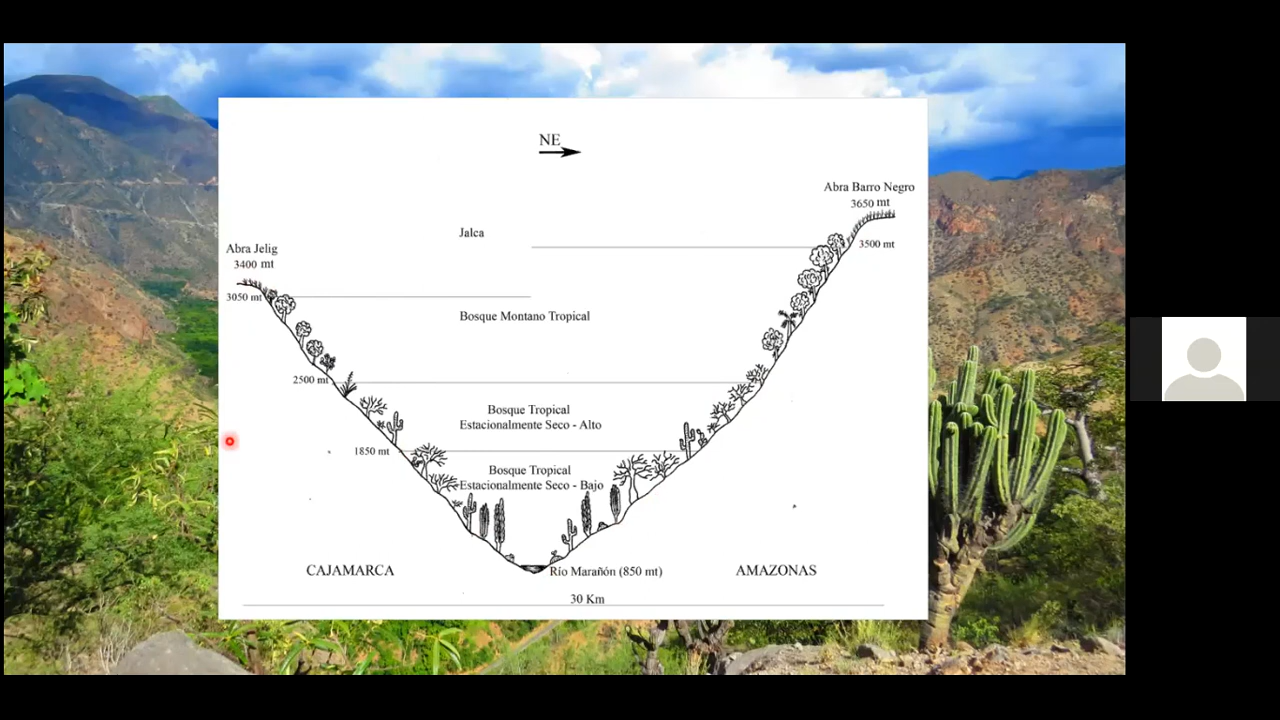 NE
Abra Barro Negro
3650 mt
Jalca
3500 mt
Abra Jelig
3400 mt
3050 mt
Bosque Montano Tropical
2500 mt
Bosque Tropical
Estacionalmente Seco - Alto
1850 mt
Bosque Tropical
Estacionalmente Seco - Bajo
CAJAMARCA
Río Marañón (850 mt)
AMAZONAS
30 Km